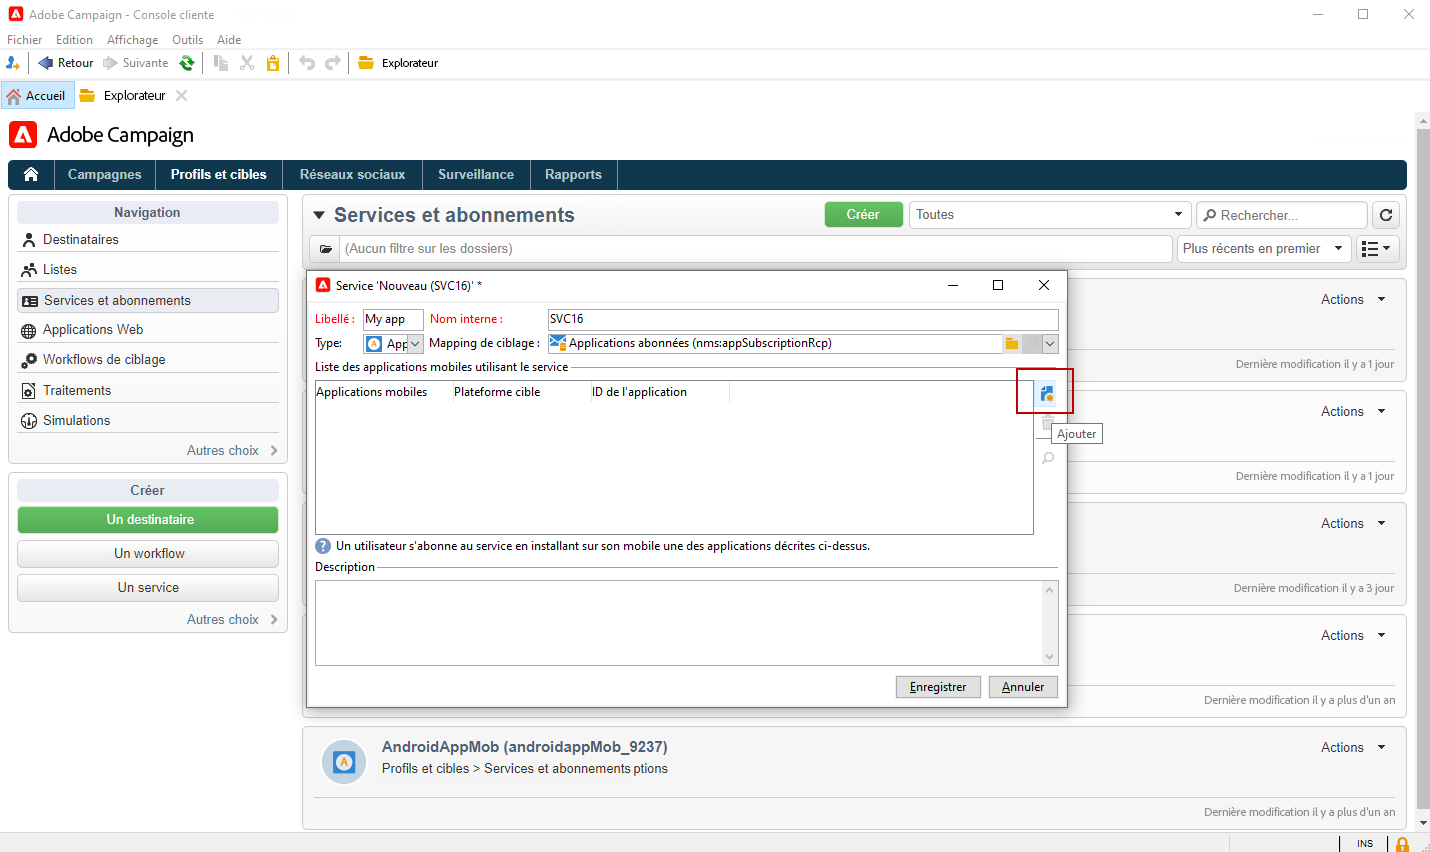 Adobe Campaign - Console cliente
Fichier Edition Affichage Outils Aide
Retour Suivante Explorateur
Accueil Explorateur
Adobe Campaign
Campagnes Profils et cibles Réseaux sociaux Surveillance Rapports
Navigation
Destinataires
Listes
Services et abonnements
Applications Web
Workflows de ciblage
Traitements
Simulations
Autres choix
Créer
Un destinataire
Un workflow
Un service
Autres choix
Services et abonnements Créer Toutes Rechercher...
(Aucun filtre sur les dossiers) Plus récents en premier
Actions
Dernière modification il y a 1 jour
Actions
Dernière modification il y a 1 jour
Actions
Dernière modification il y a 3 jour
Actions
Dernière modification il y a plus d'un an
Service 'Nouveau (SVC16)' *
Libellé : My app Nom interne : SVC16
Type: App Mapping de ciblage : Applications abonnées (nms:appSubscriptionRcp)
Liste des applications mobiles utilisant le service
Applications mobiles Plateforme cible ID de l'application
Ajouter
Un utilisateur s'abonne au service en installant sur son mobile une des applications décrites ci-dessus.
Description
Enregistrer Annuler
AndroidAppMob (androidappMob_9237) Actions
Profils et cibles > Services et abonnements ptions
Dernière modification il y a plus d'un an
INS